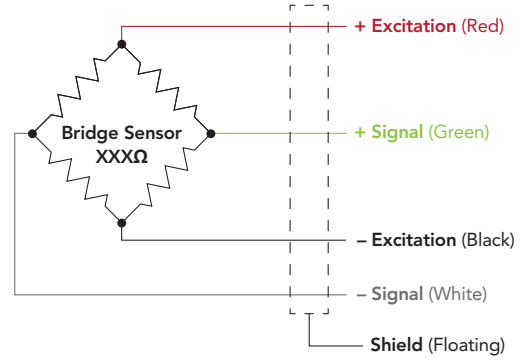 + Excitation (Red)
Bridge Sensor
XXXΩ
+ Signal (Green)
– Excitation (Black)
– Signal (White)
Shield (Floating)